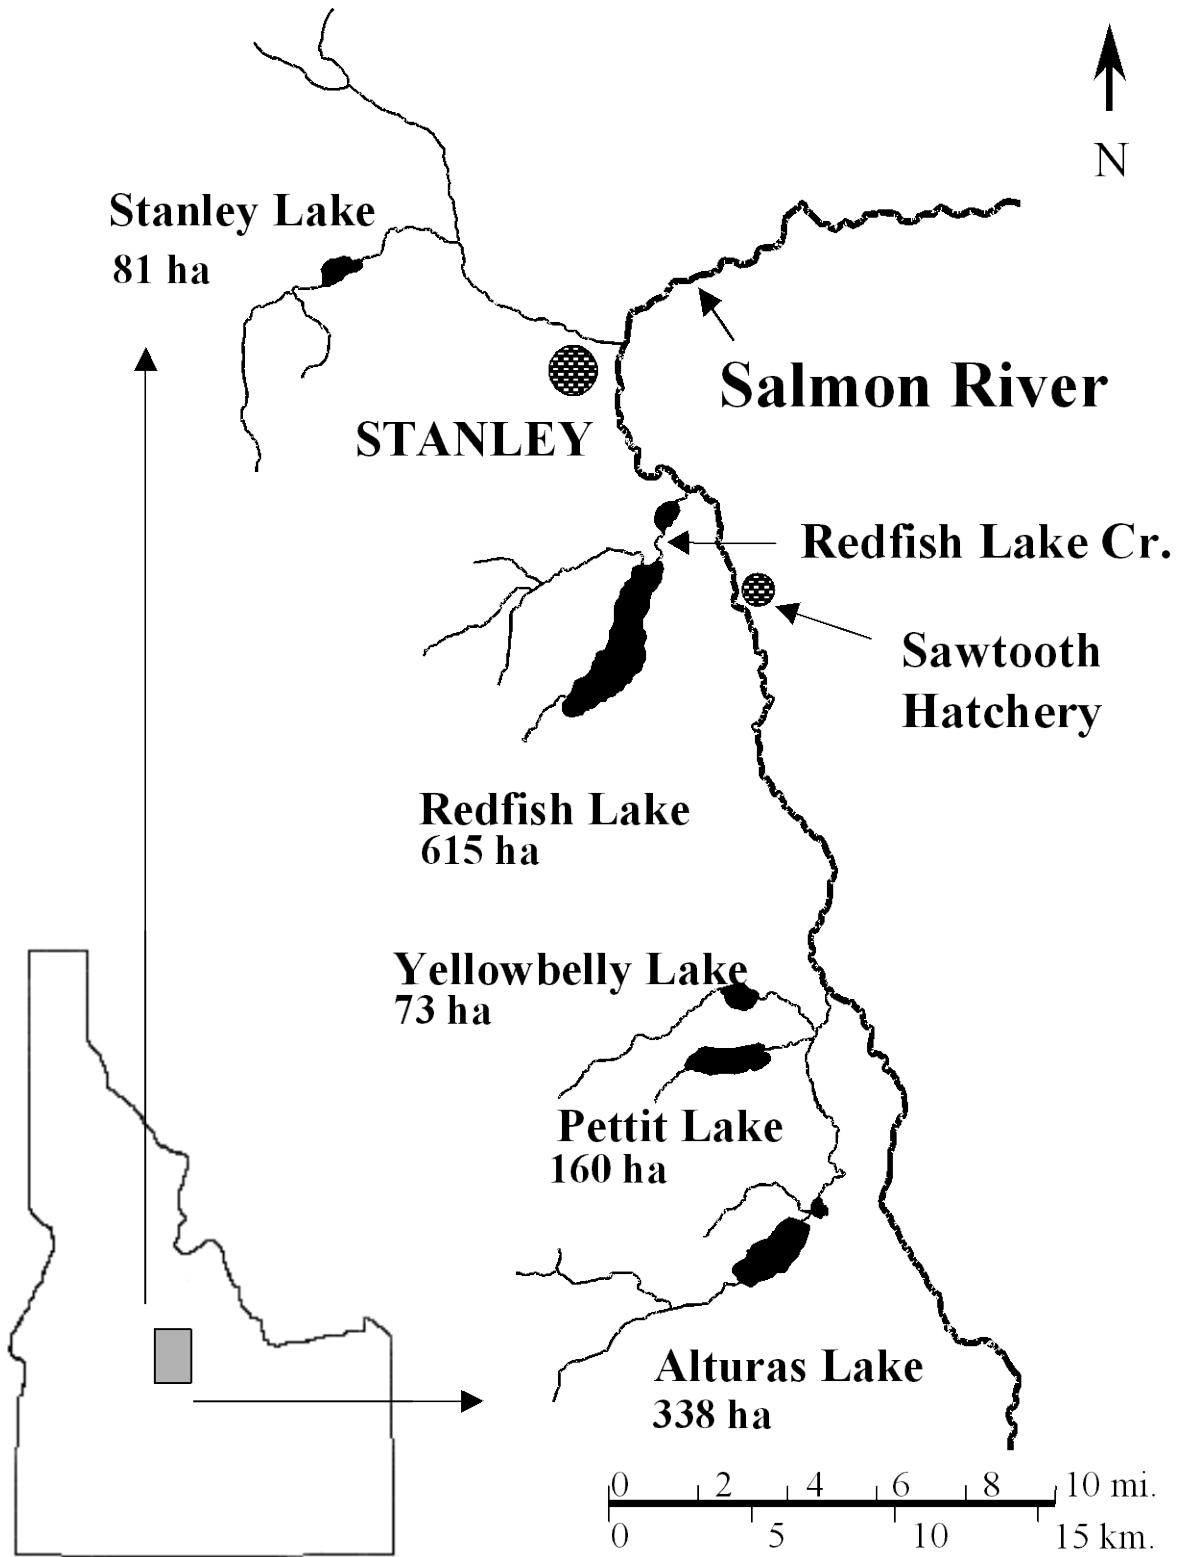 N
Stanley Lake
81 ha
Salmon River
STANLEY
Redfish Lake Cr.
Sawtooth
Hatchery
Redfish Lake
615 ha
Yellowbelly Lake
73 ha
Pettit Lake
160 ha
Alturas Lake
338 ha
0 2 4 6 8 10 mi.
0 5 10 15 km.